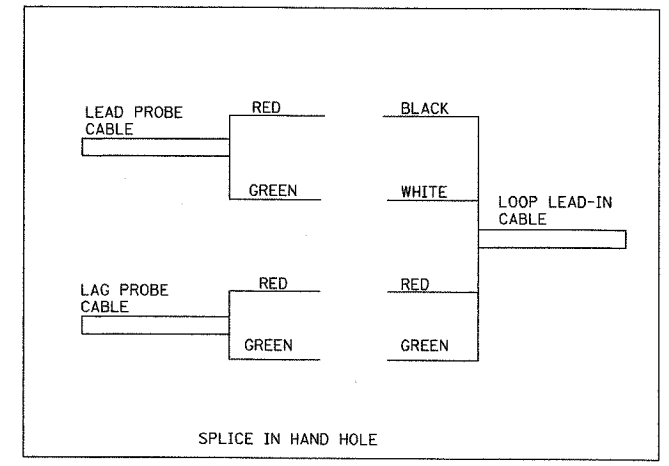 LEAD PROBE
CABLE
RED
BLACK
GREEN
WHITE
LOOP LEAD-IN
CABLE
LAG PROBE
CABLE
RED
RED
GREEN
GREEN
SPLICE IN HAND HOLE